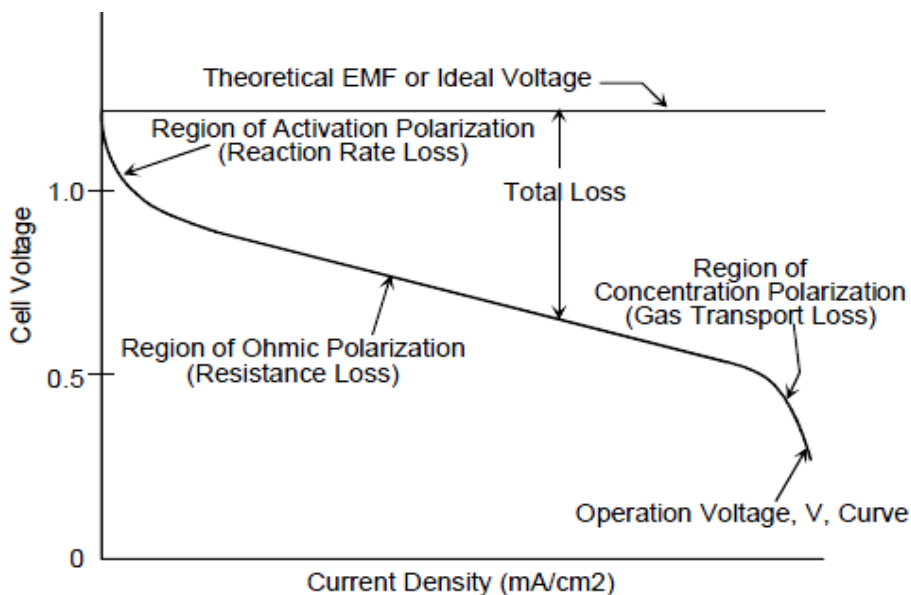 Theoretical EMF or Ideal Voltage
Region of Activation Polarization
(Reaction Rate Loss)
1.0
Total Loss
Cell Voltage
Region of
Concentration Polarization
(Gas Transport Loss)
Region of Ohmic Polarization
(Resistance Loss)
0.5
Operation Voltage, V, Curve
0
Current Density (mA/cm2)